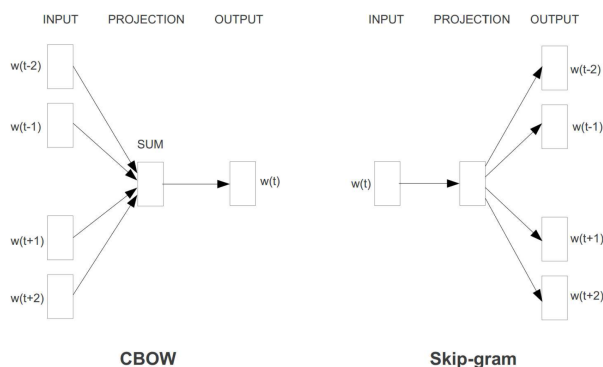 INPUT PROJECTION OUTPUT
w(t-2)
w(t-1)
SUM
w(t)
w(t+1)
w(t+2)
CBOW
INPUT PROJECTION OUTPUT
w(t-2)
w(t-1)
w(t)
w(t+1)
w(t+2)
Skip-gram